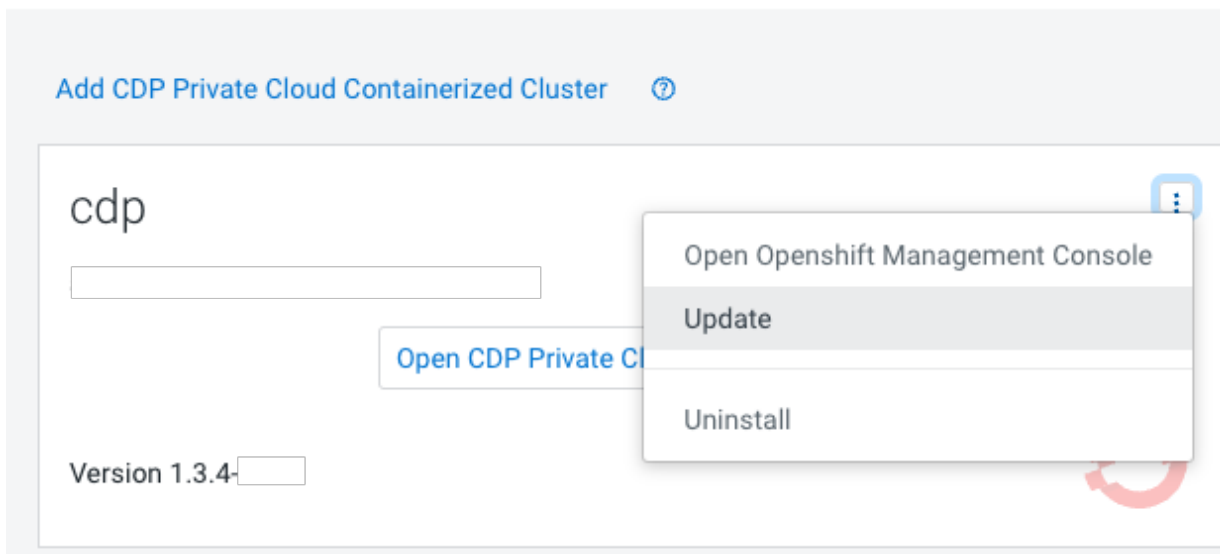 Add CDP Private Cloud Containerized Cluster
cdp
Open Openshift Management Console
Update
Open CDP Private Cl
Uninstall
Version 1.3.4-